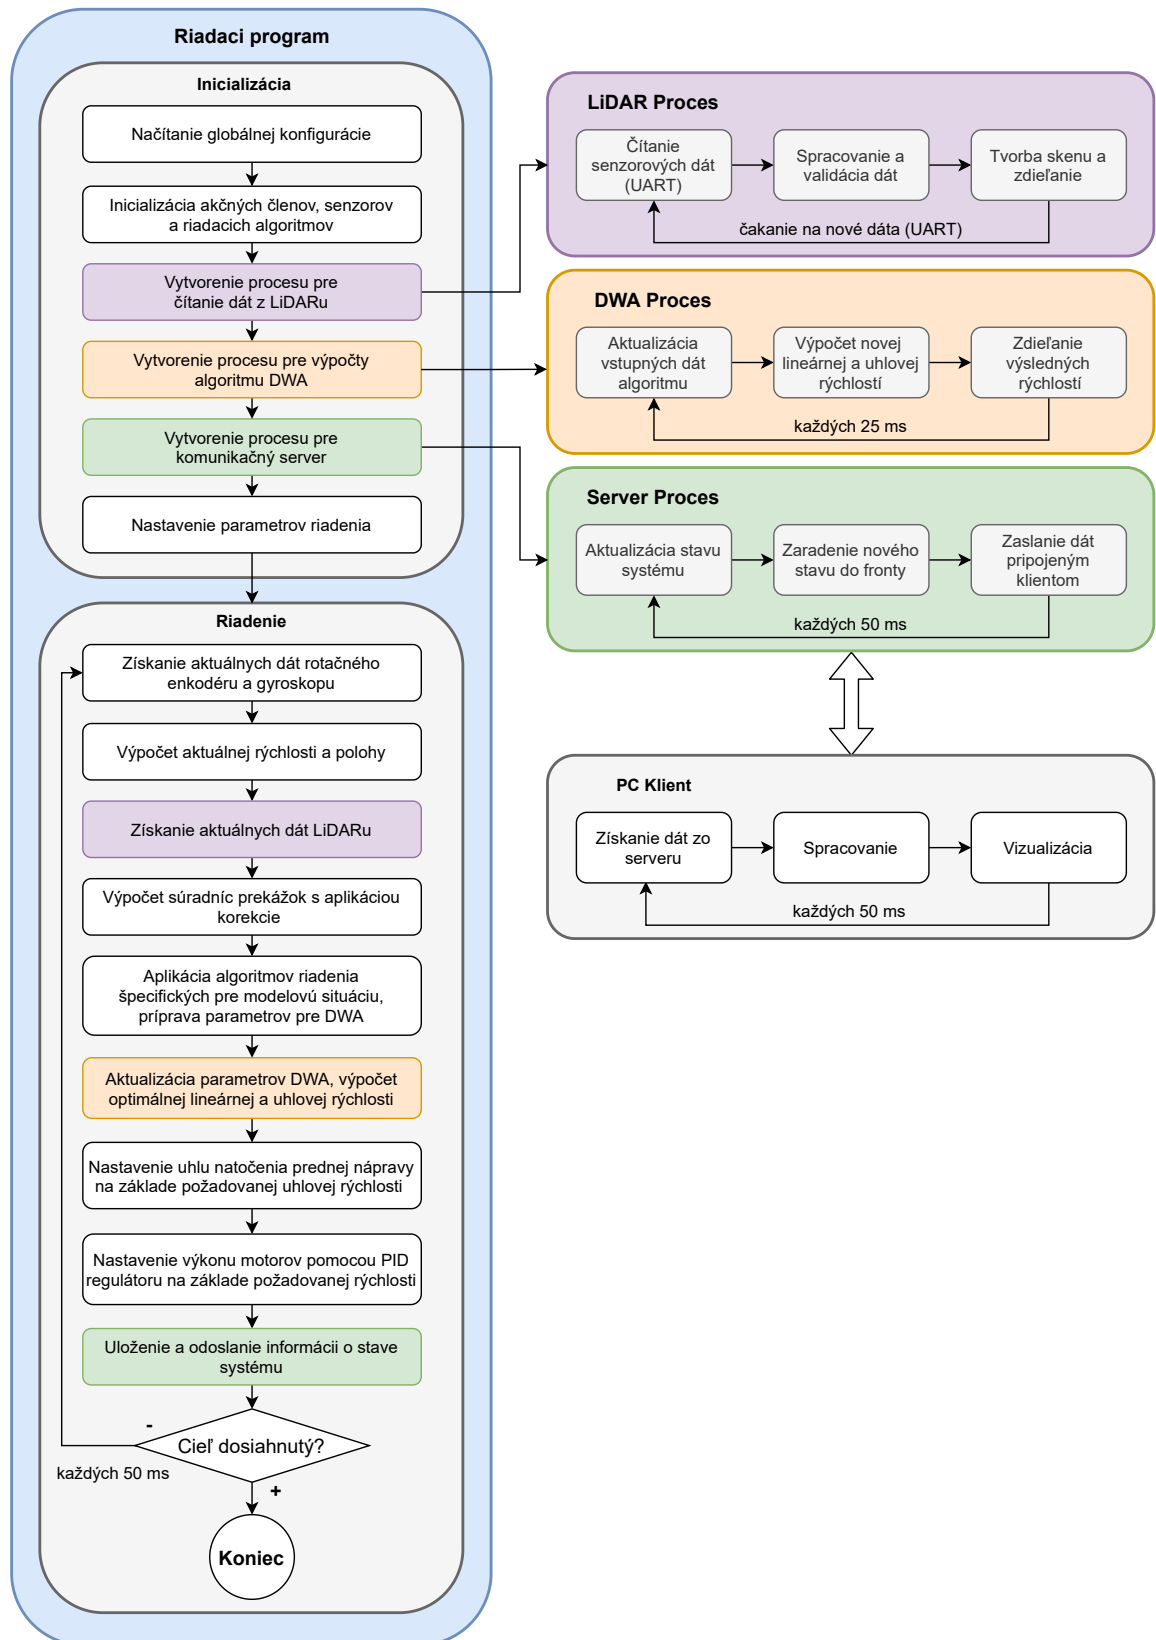 Riadaci program
Inicializácia
Načítanie globálnej konfigurácie
Inicializácia akčných členov, senzorov
a riadacich algoritmov
Vytvorenie procesu pre
čítanie dát z LiDARu
Vytvorenie procesu pre výpočty
algoritmu DWA
Vytvorenie procesu pre
komunikačný server
Nastavenie parametrov riadenia
Riadenie
Získanie aktuálnych dát rotačného
enkodéru a gyroskopu
Výpočet aktuálnej rýchlosti a polohy
Získanie aktuálnych dát LiDARu
Výpočet súradníc prekážok s aplikáciou
korekcie
Aplikácia algoritmov riadenia
špecifických pre modelovú situáciu,
príprava parametrov pre DWA
Aktualizácia parametrov DWA, výpočet
optimálnej lineárnej a uhlovej rýchlosti
Nastavenie uhlu natočenia prednej nápravy
na základe požadovanej uhlovej rýchlosti
Nastavenie výkonu motorov pomocou PID
regulátoru na základe požadovanej rýchlosti
Uloženie a odoslanie informácii o stave
systému
-
Cieľ dosiahnutý?
každých 50 ms
+
Koniec
LiDAR Proces
Čítanie
senzorových dát
(UART)
Spracovanie a
validácia dát
Tvorba skenu a
zdieľanie
čakanie na nové dáta (UART)
DWA Proces
Aktualizácia
vstupných dát
algoritmu
Výpočet novej
lineárnej a uhlovej
rýchlostí
Zdieľanie
výsledných
rýchlostí
každých 25 ms
Server Proces
Aktualizácia stavu
systému
Zaradenie nového
stavu do fronty
Zaslanie dát
pripojeným
klientom
každých 50 ms
PC Klient
Získanie dát zo
serveru
Spracovanie
Vizualizácia
každých 50 ms